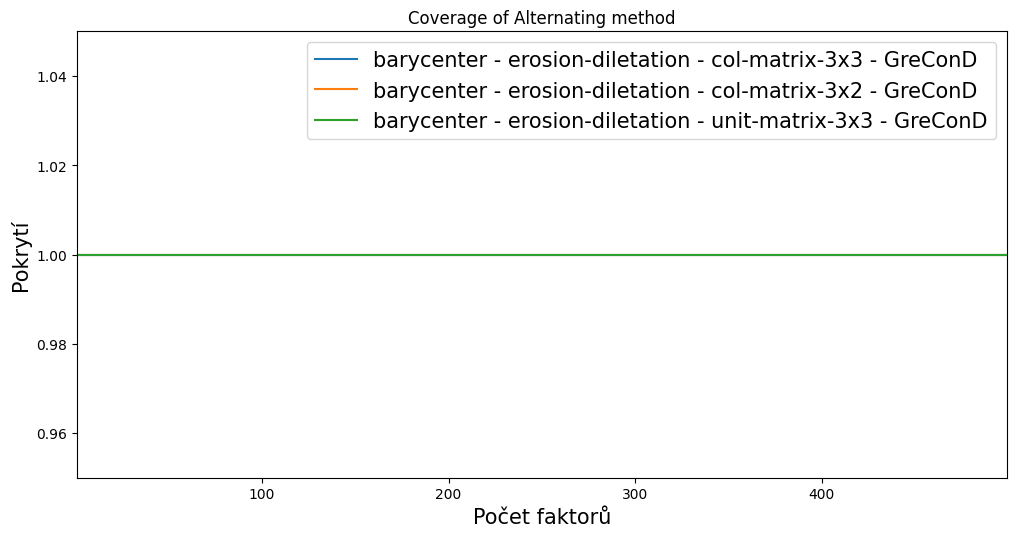 Coverage of Alternating method
barycenter - erosion-diletation - col-matrix-3x3 - GreConD
barycenter - erosion-diletation - col-matrix-3x2 - GreConD
barycenter - erosion-diletation - unit-matrix-3x3 - GreConD
Pokrytí
1.04
1.02
1.00
0.98
0.96
100 200 300 400
Počet faktorů